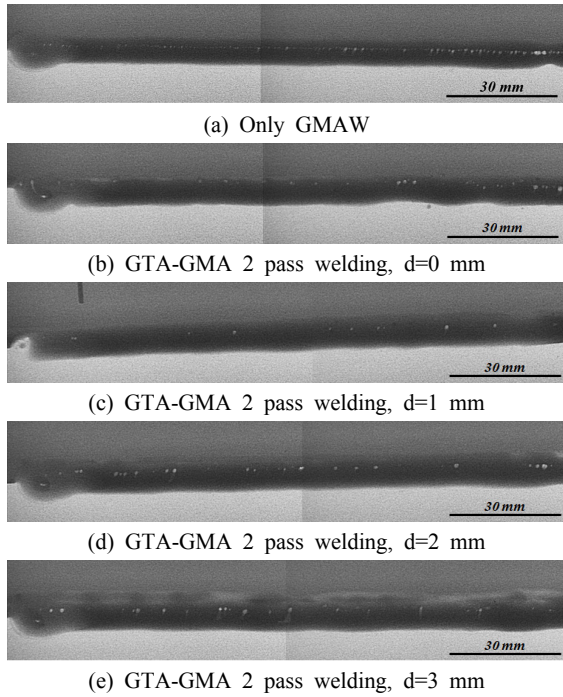 30 mm
(a) Only GMAW
30 mm
(b) GTA-GMA 2 pass welding, d=0 mm
30 mm
(c) GTA-GMA 2 pass welding, d=1 mm
30 mm
(d) GTA-GMA 2 pass welding, d=2 mm
30 mm
(e) GTA-GMA 2 pass welding, d=3 mm